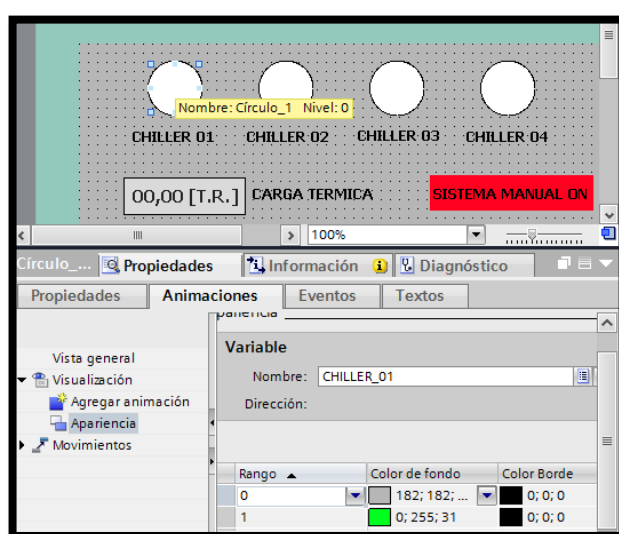 Nombre: Círculo_1 Nivel: 0
CHILLER 01 CHILLER 02 CHILLER 03 CHILLER 04
00,00 [T.R.] CARGA TERMICA SISTEMA MANUAL ON
100%
Círculo_... Propiedades Información Diagnóstico
Propiedades Animaciones Eventos Textos
Variable
Vista general
Nombre: CHILLER_01
Visualización
Agregar animación
Dirección:
Apariencia
Movimientos
Rango Color de fondo Color Borde
0 182; 182; ... 0; 0; 0
1 0; 255; 31 0; 0; 0